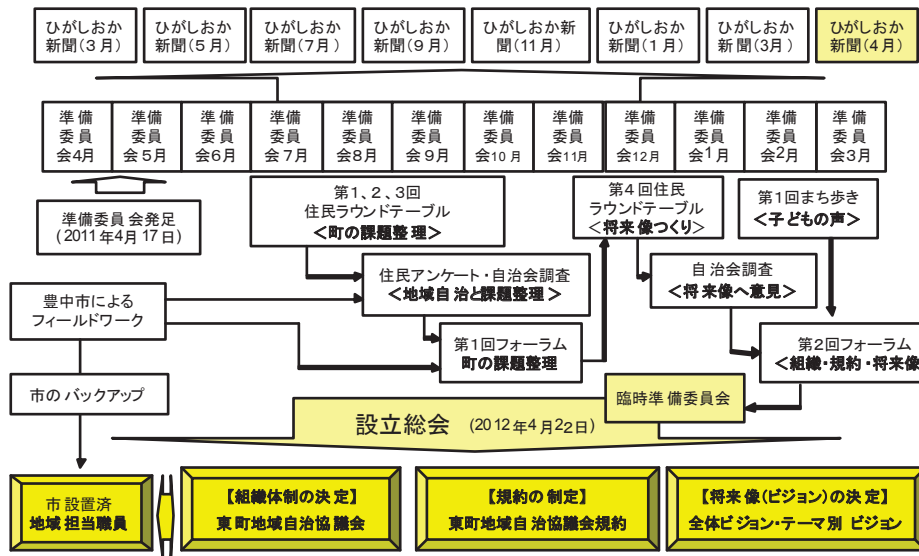 ひがしおか
新聞(3月)
ひがしおか
新聞(5月)
ひがしおか
新聞(7月)
ひがしおか
新聞(9月)
ひがしおか新
聞(11月)
ひがしおか
新聞(1月)
ひがしおか
新聞(3月)
ひがしおか
新聞(4月)
準備
委員
会4月
準備
委員
会5月
準備
委員
会6月
準備
委員
会7月
準備
委員
会8月
準備
委員
会9月
準備
委員
会10月
準備
委員
会11月
準備
委員
会12月
準備
委員
会1月
準備
委員
会2月
準備
委員
会3月
準備委員会発足
(2011年4月17日)
第1、2、3回
住民ラウンドテーブル
<町の課題整理>
第4回住民
ラウンドテーブル
<将来像つくり>
第1回まち歩き
<子どもの声>
住民アンケート・自治会調査
<地域自治と課題整理>
自治会調査
<将来像へ意見>
豊中市による
フィールドワーク
第1回フォーラム
町の課題整理
第2回フォーラム
<組織・規約・将来像
市のバックアップ
臨時準備委員会
設立総会 (2012年4月22日)
市設置済
地域担当職員
【組織体制の決定】
東町地域自治協議会
【規約の制定】
東町地域自治協議会規約
【将来像(ビジョン)の決定】
全体ビジョン・テーマ別 ビジョン